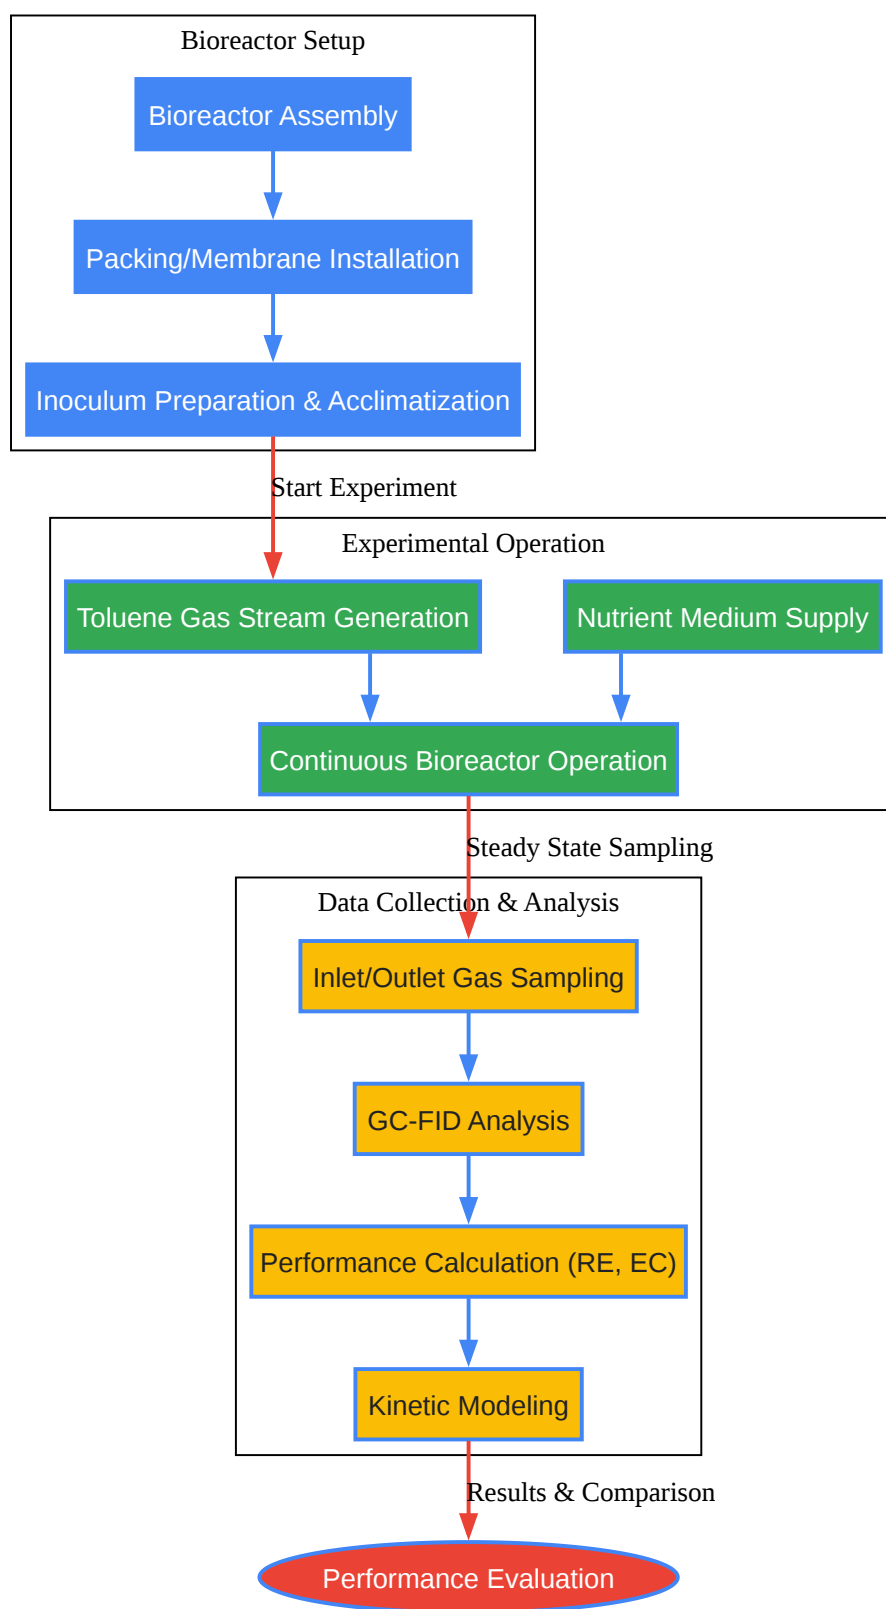 Bioreactor Setup
Bioreactor Assembly
Packing/Membrane Installation
Inoculum Preparation & Acclimatization
Start Experiment
Experimental Operation
Toluene Gas Stream Generation
Nutrient Medium Supply
Continuous Bioreactor Operation
Steady State Sampling
Data Collection & Analysis
Inlet/Outlet Gas Sampling
GC-FID Analysis
Performance Calculation (RE, EC)
Kinetic Modeling
Results & Comparison
Performance Evaluation